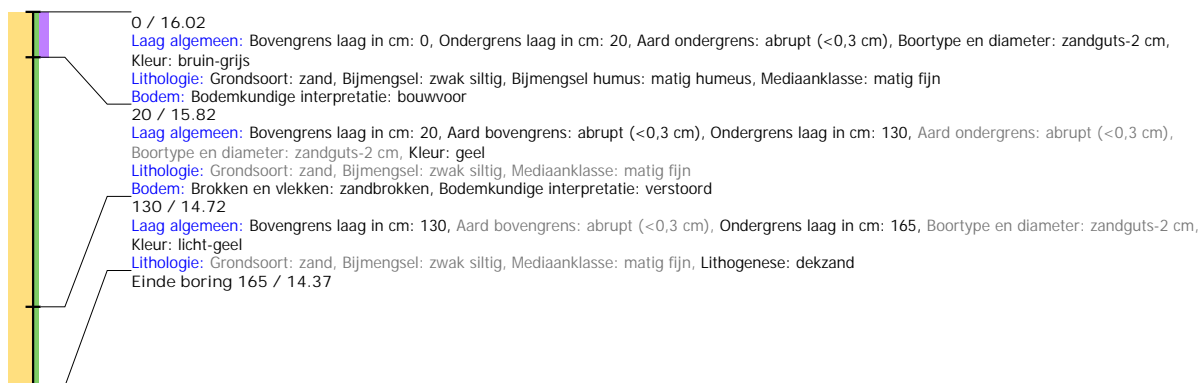 0 / 16.02
Laag algemeen: Bovengrens laag in cm: 0, Ondergrens laag in cm: 20, Aard ondergrens: abrupt (<0,3 cm), Boortype en diameter: zandguts-2 cm,
Kleur: bruin-grijs
Lithologie: Grondsoort: zand, Bijmengsel: zwak siltig, Bijmengsel humus: matig humeus, Mediaanklasse: matig fijn
Bodem: Bodemkundige interpretatie: bouwvoor
20 / 15.82
Laag algemeen: Bovengrens laag in cm: 20, Aard bovengrens: abrupt (<0,3 cm), Ondergrens laag in cm: 130, Aard ondergrens: abrupt (<0,3 cm),
Boortype en diameter: zandguts-2 cm, Kleur: geel
Lithologie: Grondsoort: zand, Bijmengsel: zwak siltig, Mediaanklasse: matig fijn
Bodem: Brokken en vlekken: zandbrokken, Bodemkundige interpretatie: verstoord
130 / 14.72
Laag algemeen: Bovengrens laag in cm: 130, Aard bovengrens: abrupt (<0,3 cm), Ondergrens laag in cm: 165, Boortype en diameter: zandguts-2 cm,
Kleur: licht-geel
Lithologie: Grondsoort: zand, Bijmengsel: zwak siltig, Mediaanklasse: matig fijn, Lithogenese: dekzand
Einde boring 165 / 14.37